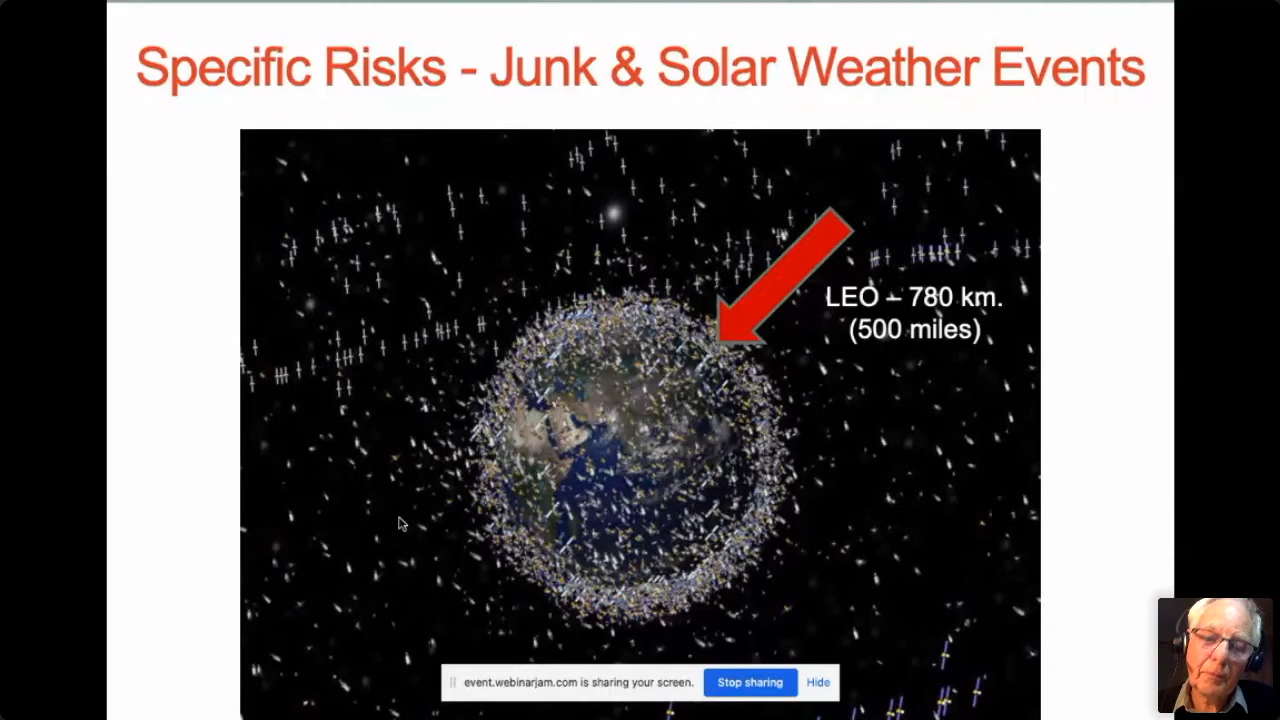 Specific Risks - Junk & Solar Weather Events
LEO – 780 km.
(500 miles)
event.webinarjam.com is sharing your screen.
Stop sharing
Hide